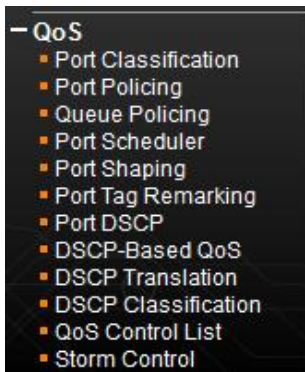 QoS
Port Classification
Port Policing
Queue Policing
Port Scheduler
Port Shaping
Port Tag Remarking
Port DSCP
DSCP-Based QoS
DSCP Translation
DSCP Classification
QoS Control List
Storm Control